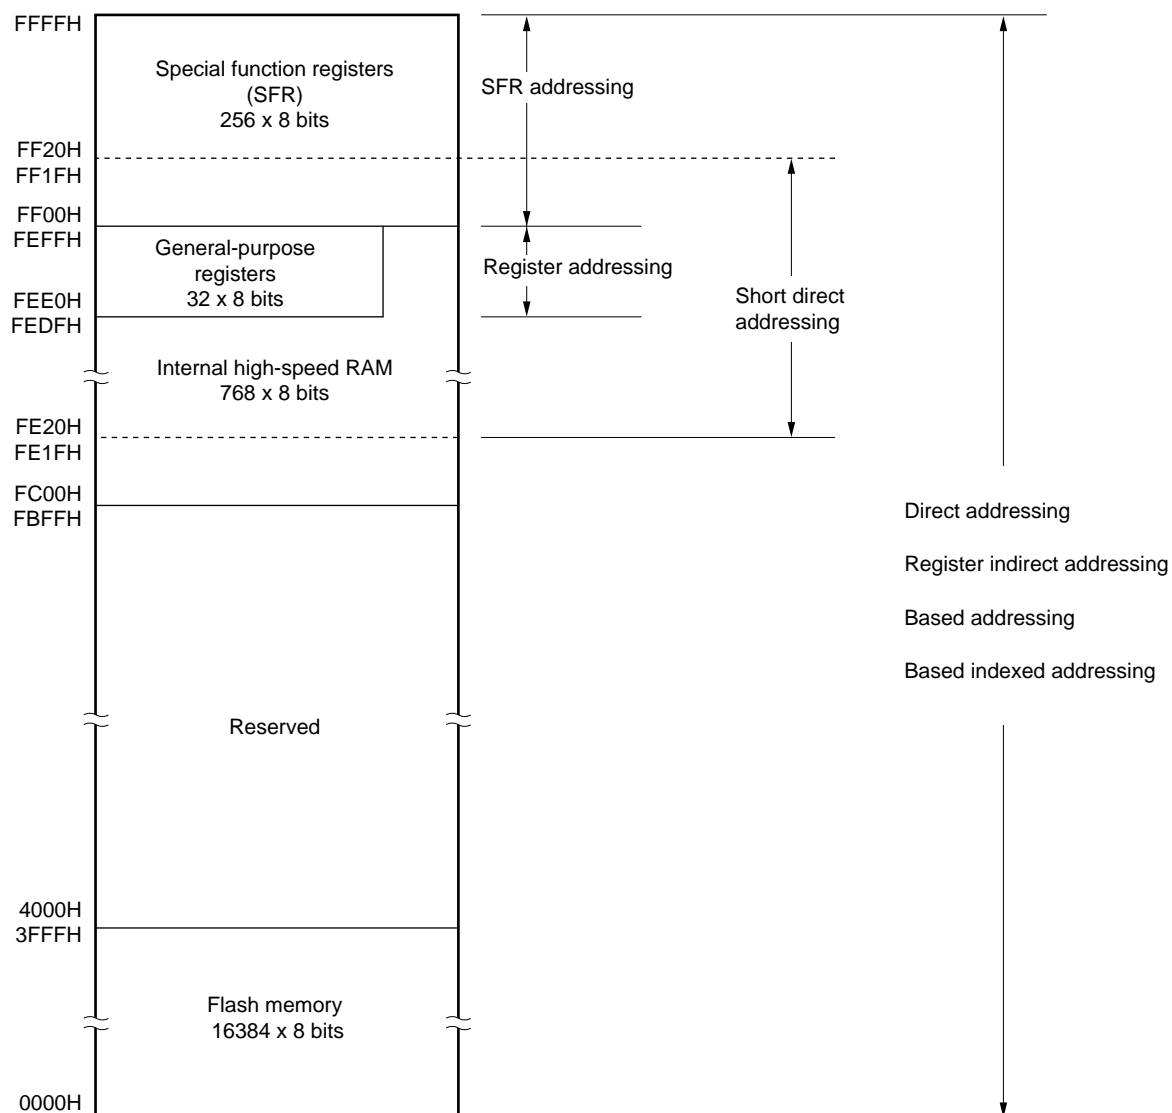 FFFFH
Special function registers
(SFR)
256 x 8 bits
SFR addressing
FF20H
FF1FH
FF00H
FEFFH
General-purpose
registers
32 x 8 bits
Register addressing
FEE0H
FEDFH
Short direct
addressing
Internal high-speed RAM
768 x 8 bits
FE20H
FE1FH
FC00H
FBFFH
Direct addressing
Register indirect addressing
Based addressing
Based indexed addressing
Reserved
4000H
3FFFH
Flash memory
16384 x 8 bits
0000H